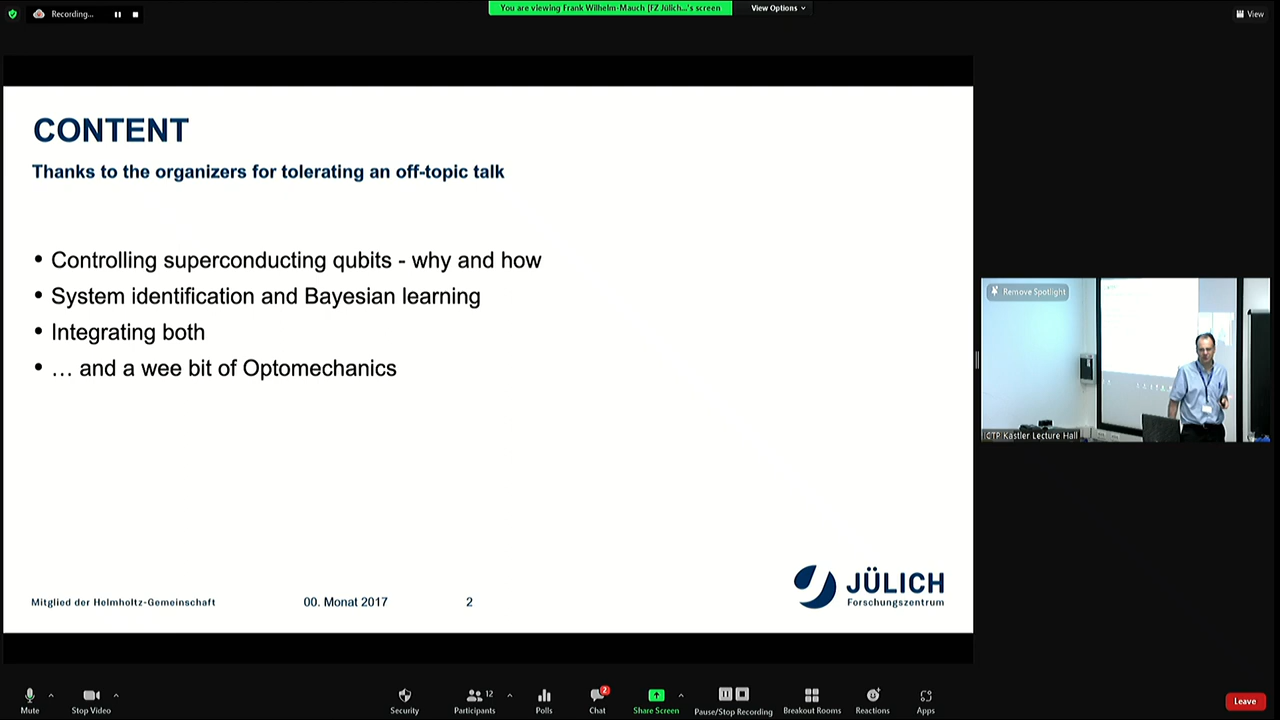 Recording...
You are viewing Frank Wilhelm-Mauch [FZ Jülich...'s screen
View Options
View
CONTENT
Thanks to the organizers for tolerating an off-topic talk
• Controlling superconducting qubits - why and how
• System identification and Bayesian learning
• Integrating both
• … and a wee bit of Optomechanics
Remove Spotlight
ICTP Kastler Lecture Hall
Mitglied der Helmholtz-Gemeinschaft
00. Monat 2017
2
JÜLICH
Forschungszentrum
Mute
Stop Video
Security
Participants
12
Polls
Chat
2
Share Screen
Pause/Stop Recording
Breakout Rooms
Reactions
Apps
Leave